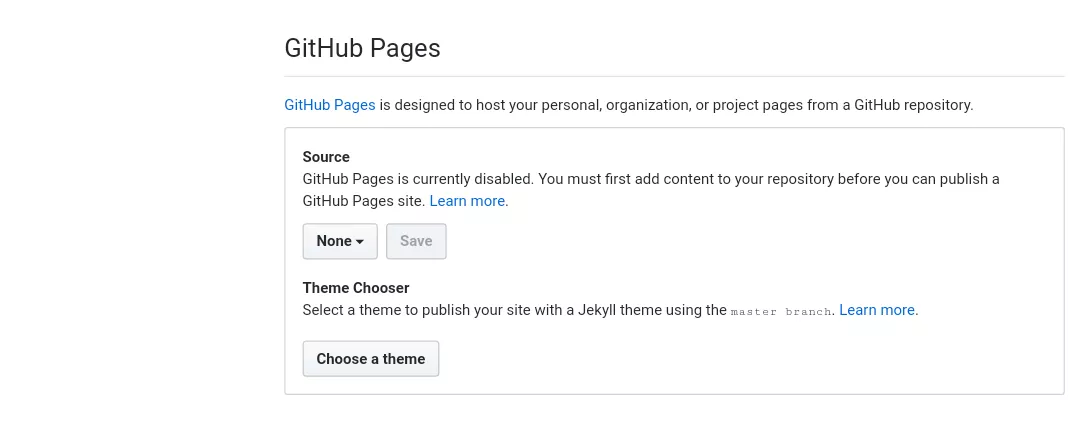 GitHub Pages
GitHub Pages is designed to host your personal, organization, or project pages from a GitHub repository.
Source
GitHub Pages is currently disabled. You must first add content to your repository before you can publish a
GitHub Pages site. Learn more.
None Save
Theme Chooser
Select a theme to publish your site with a Jekyll theme using the master branch. Learn more.
Choose a theme